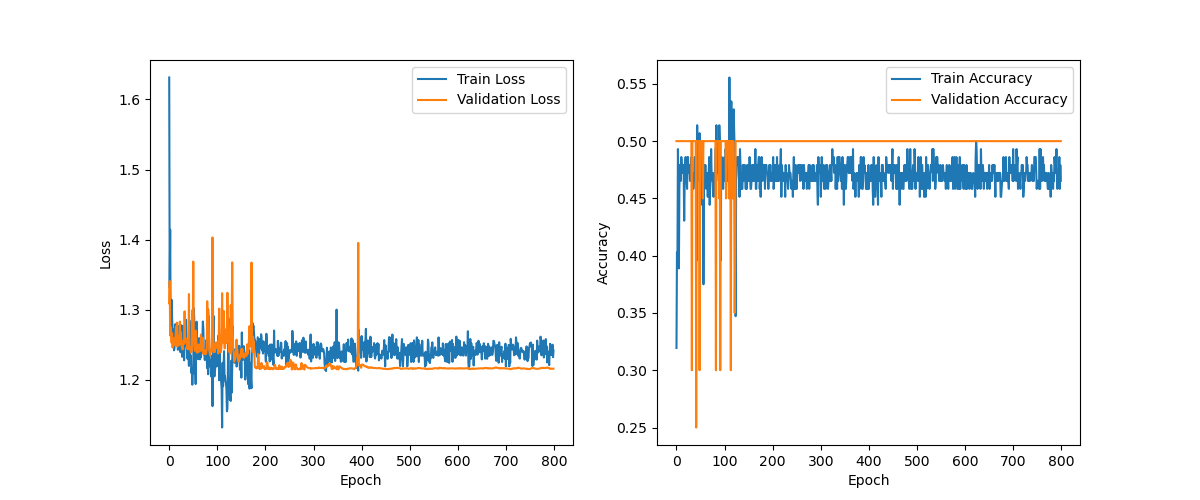 Train Loss
Validation Loss
1.6
1.5
1.4
1.3
1.2
Loss
0 100 200 300 400 500 600 700 800
Epoch
Train Accuracy
Validation Accuracy
0.55
0.50
0.45
0.40
0.35
0.30
0.25
Accuracy
0 100 200 300 400 500 600 700 800
Epoch